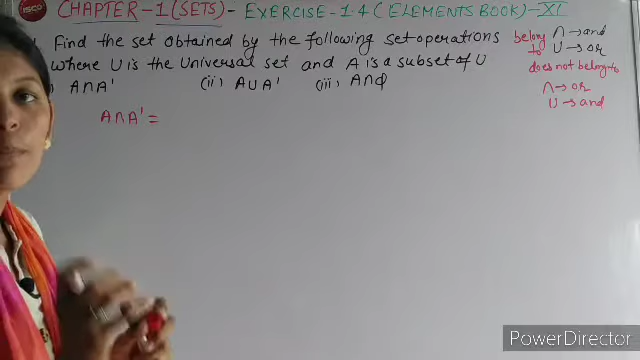 ISCO
CHAPTER-1(SETS)- EXERCISE-1.4(ELEMENTS BOOK)-XI
Find the set obtained by the following set operations
where U is the Universal set and A is a subset of U
A∩A' (ii) A∪A' (iii) A∩ϕ
A∩A' =
belong to
∩→and
∪→or
does not belong to
∩→or
∪→and
PowerDirector